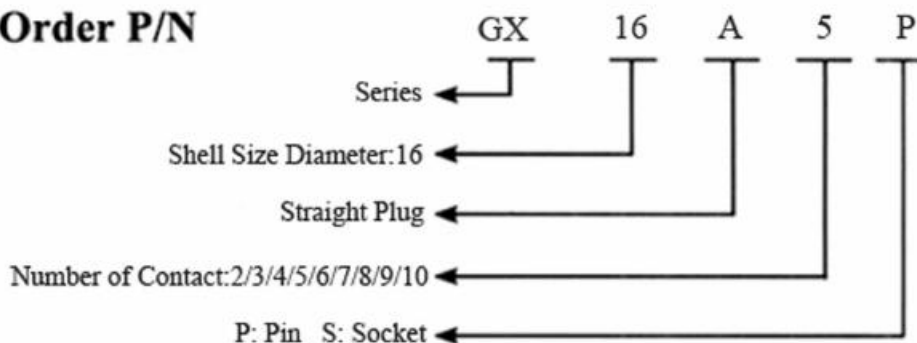 Order P/N GX 16 A 5 P
Series
Shell Size Diameter:16
Straight Plug
Number of Contact:2/3/4/5/6/7/8/9/10
P: Pin S: Socket